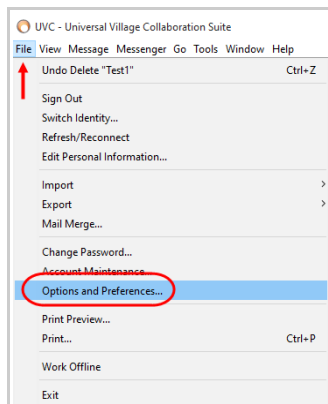 UVC - Universal Village Collaboration Suite
File View Message Messenger Go Tools Window Help
Undo Delete "Test1" Ctrl+Z
Sign Out
Switch Identity...
Refresh/Reconnect
Edit Personal Information...
Import >
Export >
Mail Merge...
Change Password...
Account Maintenance...
Options and Preferences...
Print Preview...
Print... Ctrl+P
Work Offline
Exit